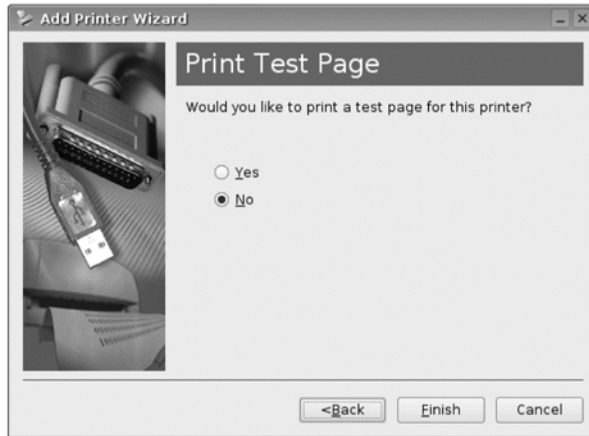 Add Printer Wizard
Print Test Page
Would you like to print a test page for this printer?
Yes
No
<Back
Finish
Cancel